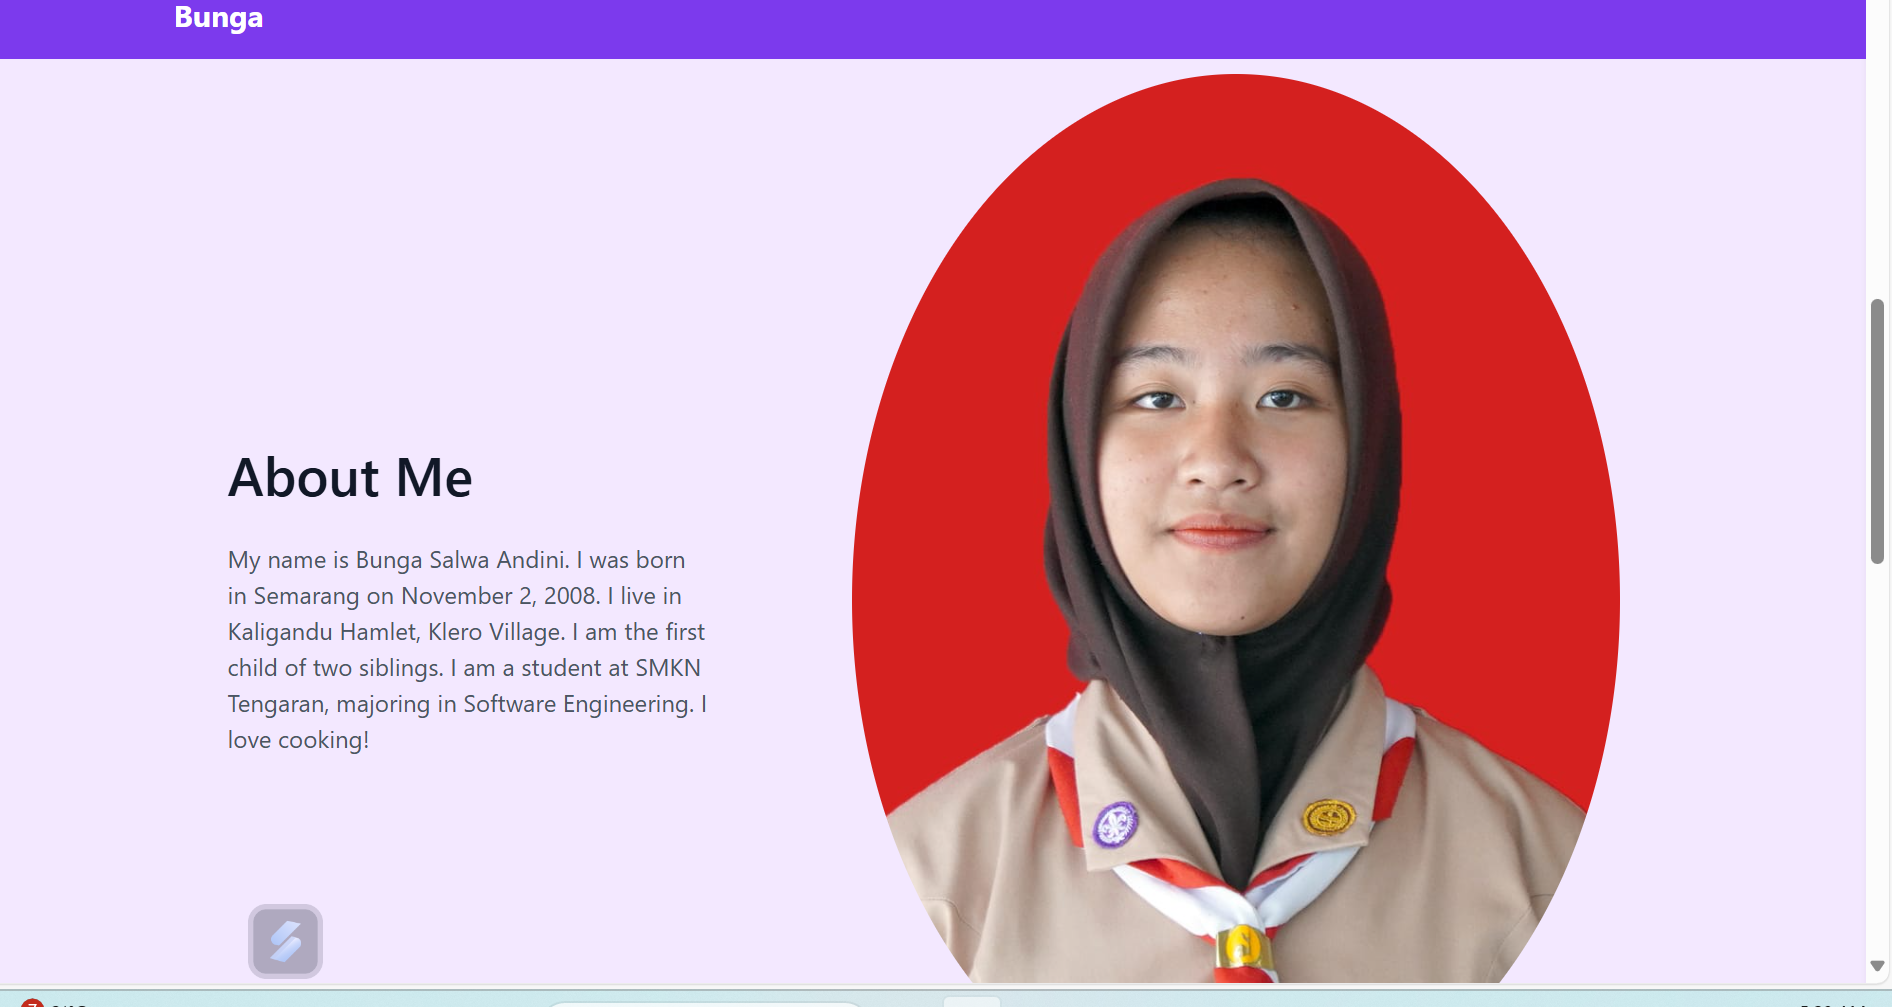 Bunga
About Me
My name is Bunga Salwa Andini. I was born
in Semarang on November 2, 2008. I live in
Kaligandu Hamlet, Klero Village. I am the first
child of two siblings. I am a student at SMKN
Tengaran, majoring in Software Engineering. I
love cooking!